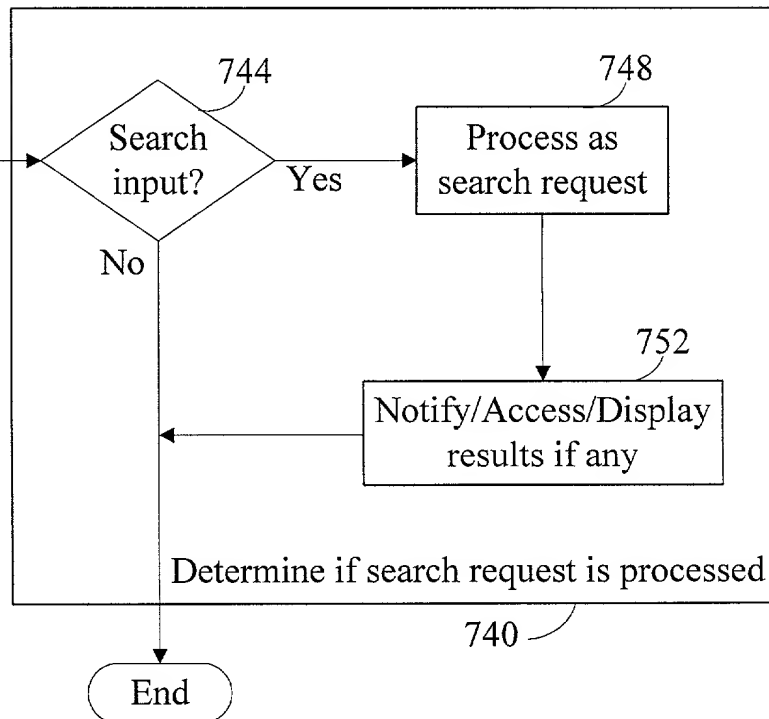 744
748
Search
input?
Yes
Process as
search request
No
752
Notify/Access/Display
results if any
Determine if search request is processed
740
End